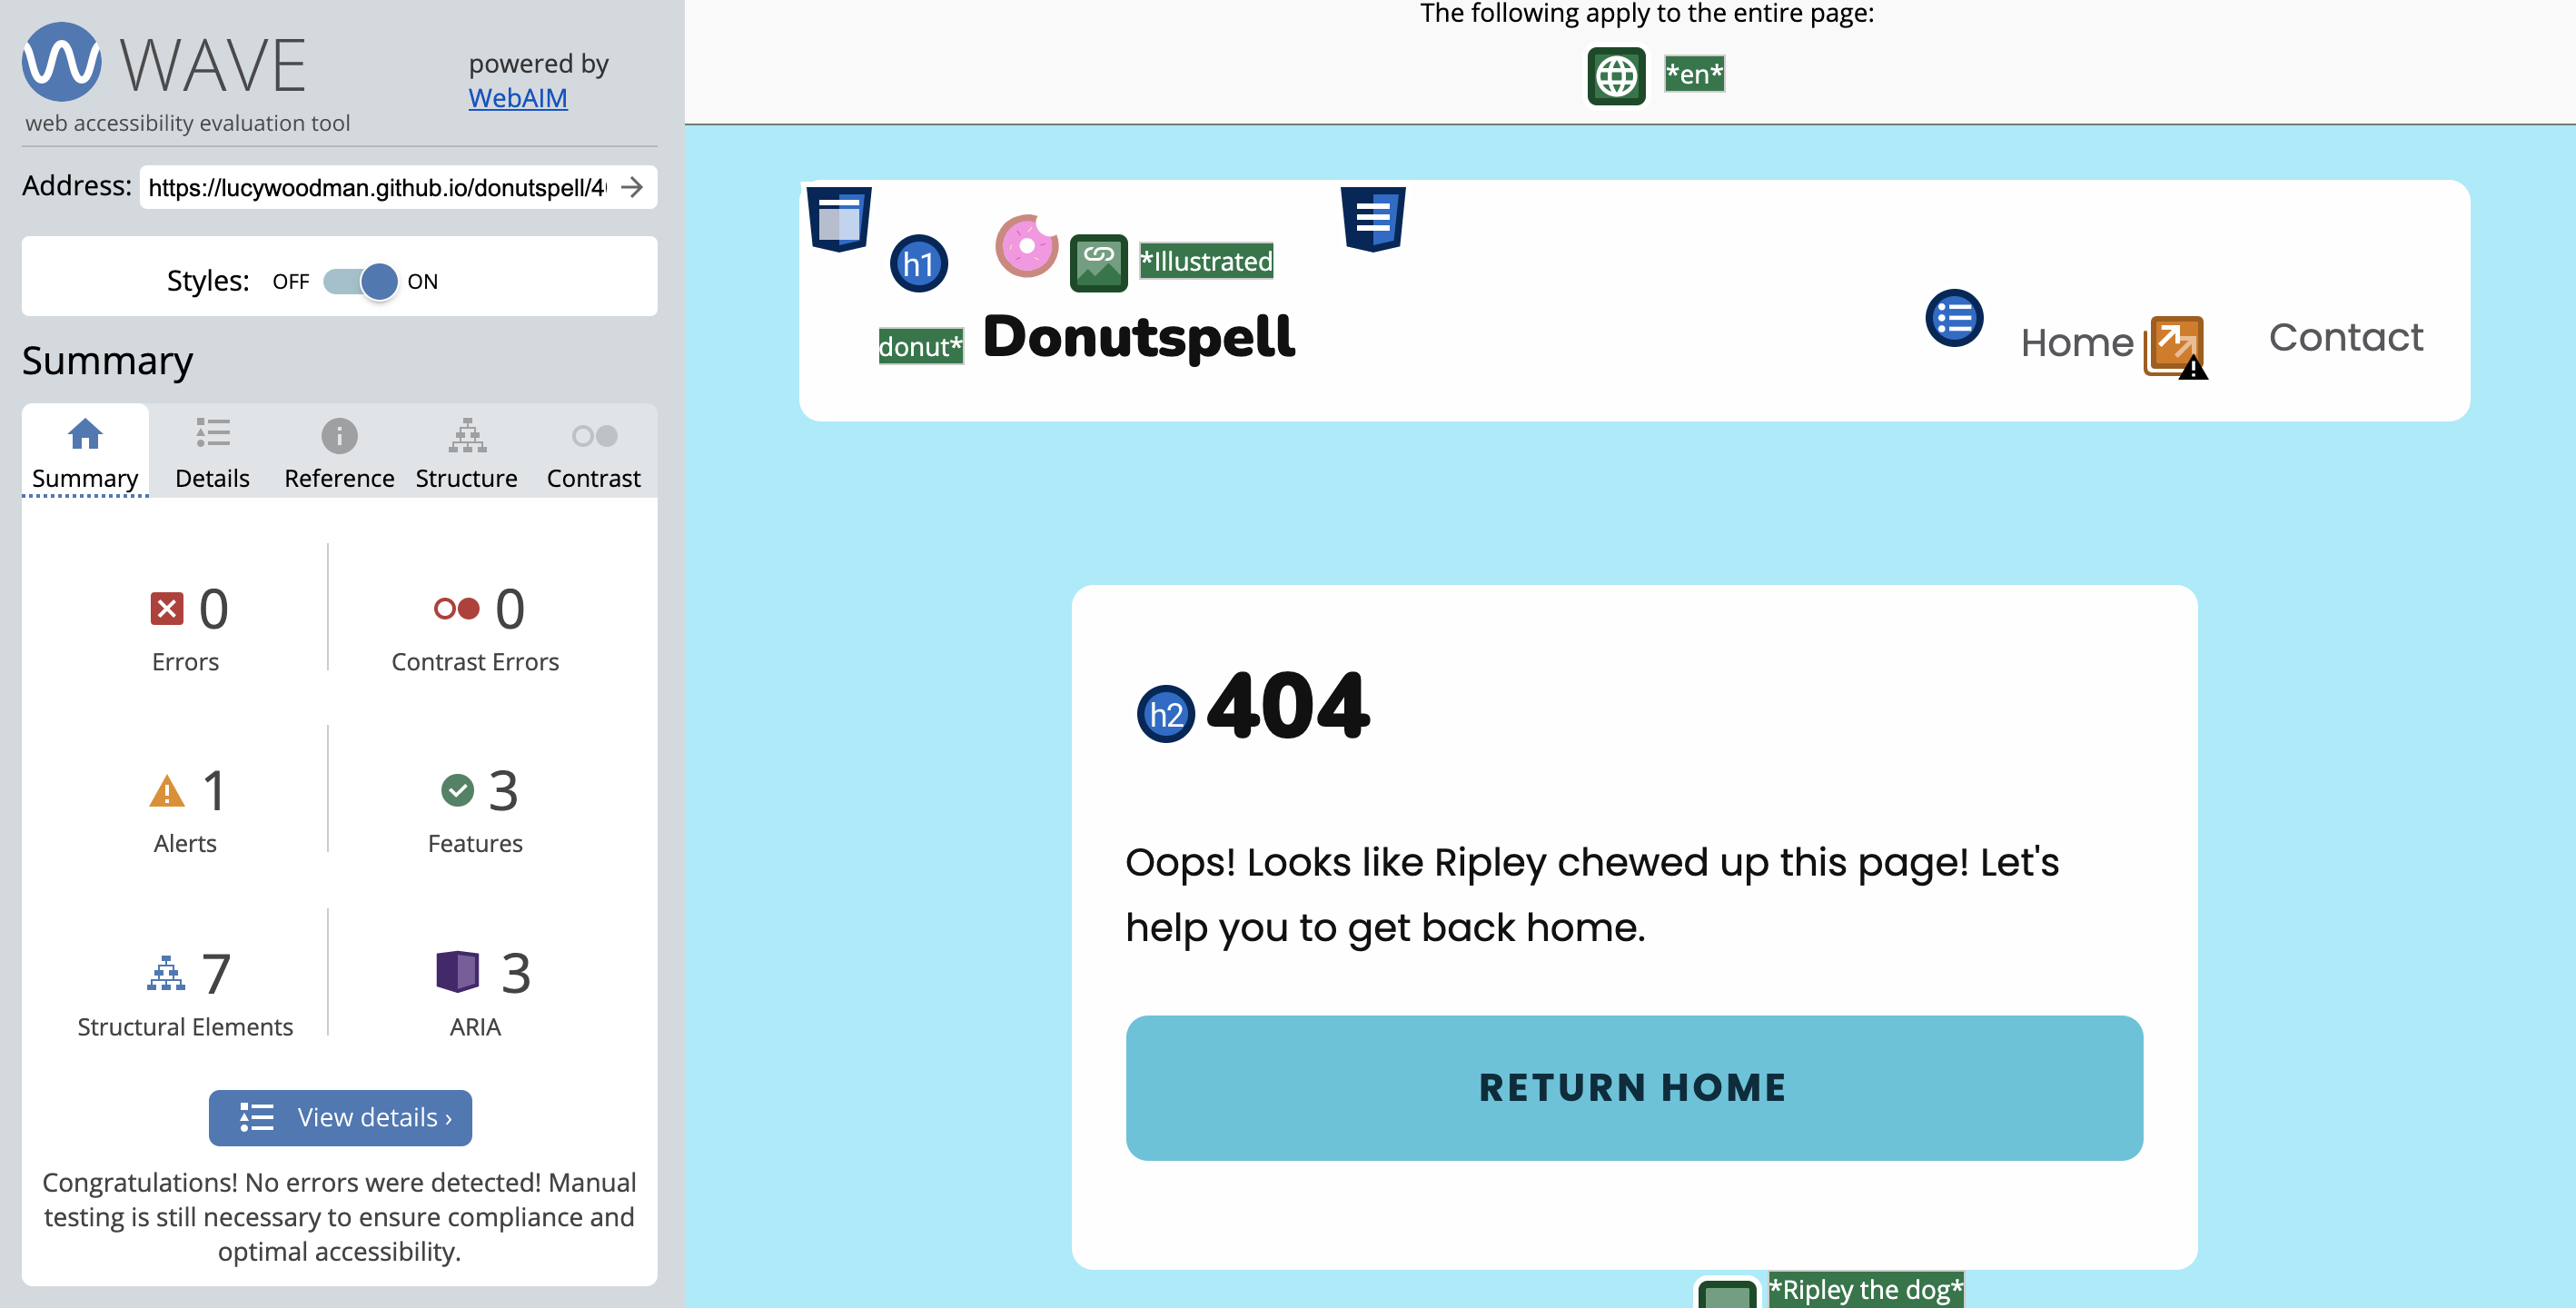 WAVE
powered by
WebAIM
web accessibility evaluation tool
Address: https://lucywoodman.github.io/donutspell/4
Styles: OFF ON
Summary
Summary Details Reference Structure Contrast
0 Errors
0 Contrast Errors
1 Alerts
3 Features
7 Structural Elements
3 ARIA
View details ›
Congratulations! No errors were detected! Manual
testing is still necessary to ensure compliance and
optimal accessibility.
The following apply to the entire page:
*en*
h1 *Illustrated
donut* Donutspell
Home Contact
h2 404
Oops! Looks like Ripley chewed up this page! Let's
help you to get back home.
RETURN HOME
*Ripley the dog*